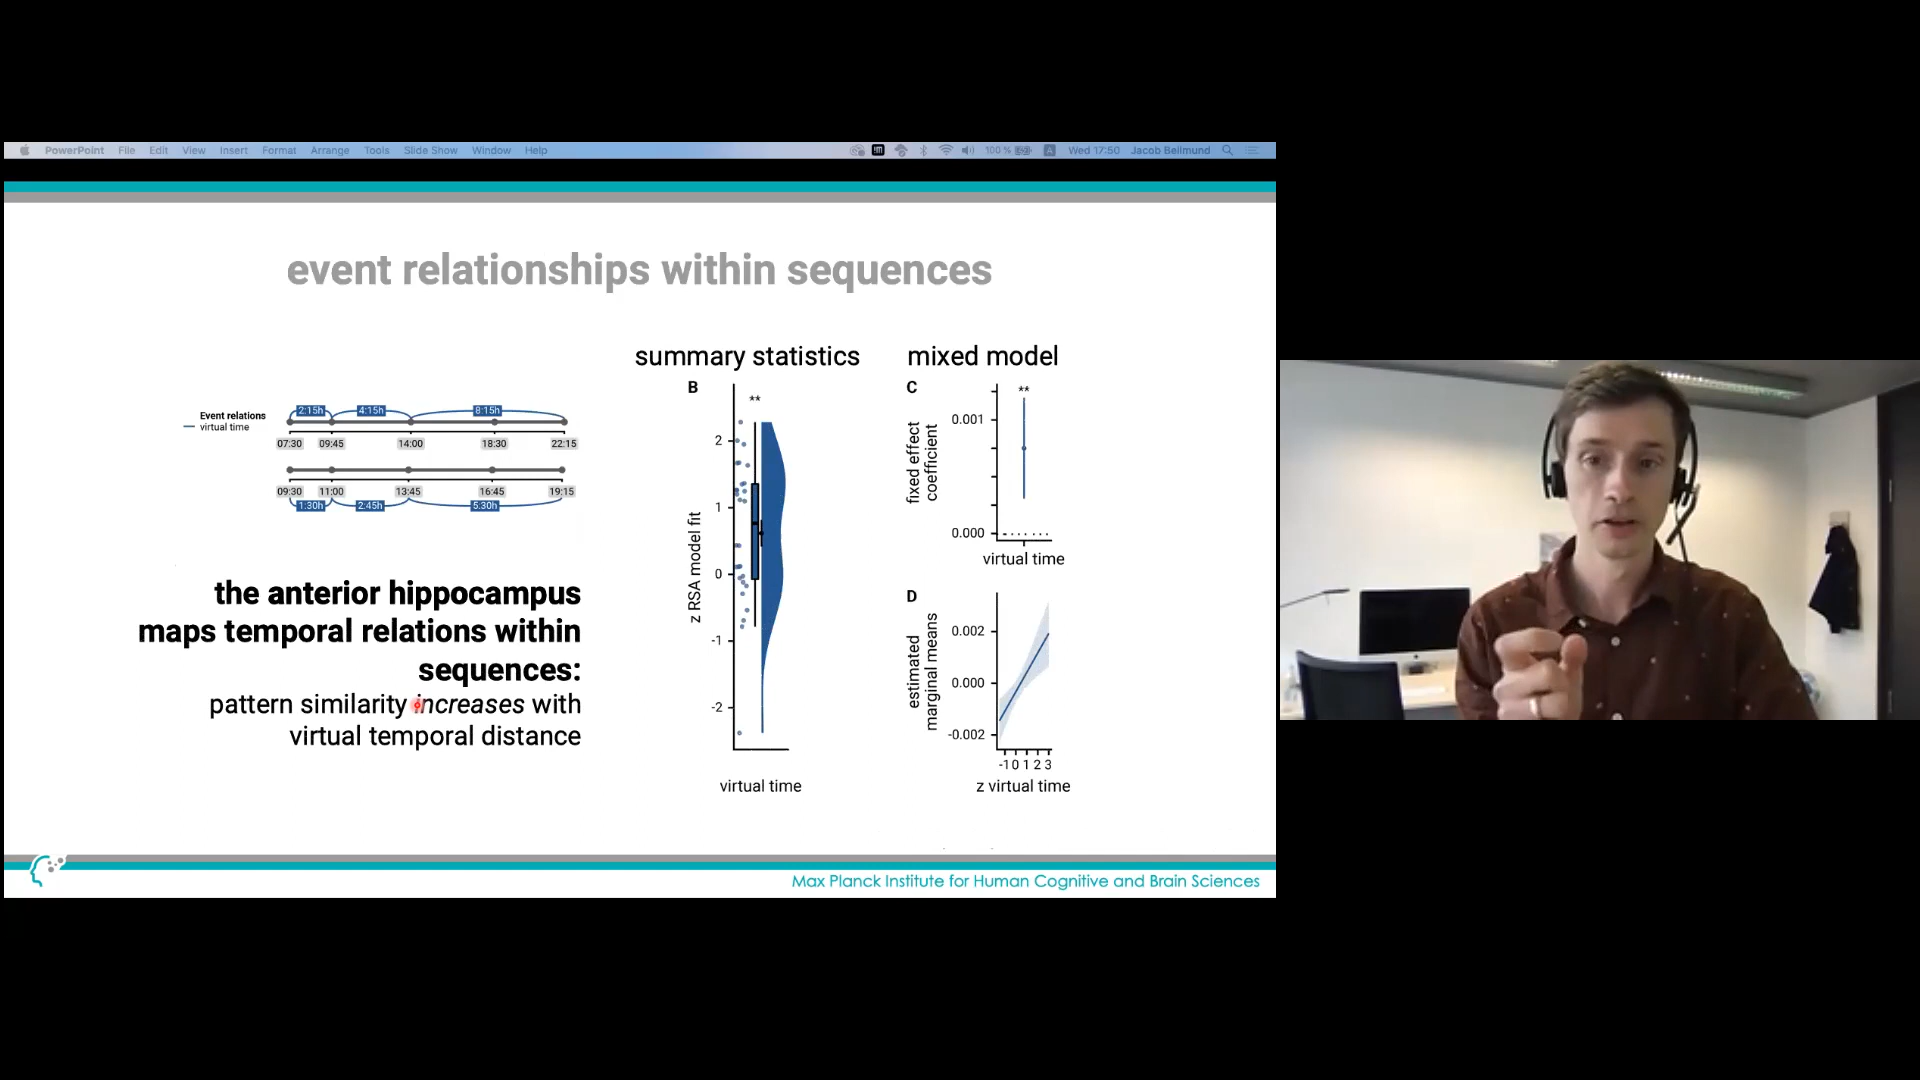 PowerPoint File Edit View Insert Format Arrange Tools Slide Show Window Help 100 % Wed 17:50 Jacob Bellmund
event relationships within sequences
summary statistics
mixed model
Event relations
virtual time
2:15h 4:15h 8:15h
07:30 09:45 14:00 18:30 22:15
09:30 11:00 13:45 16:45 19:15
1:30h 2:45h 5:30h
the anterior hippocampus
maps temporal relations within
sequences:
pattern similarity increases with
virtual temporal distance
B
**
z RSA model fit
2
1
0
-1
-2
virtual time
C
**
fixed effect
coefficient
0.001
0.000
virtual time
D
estimated
marginal means
0.002
0.000
-0.002
-1 0 1 2 3
z virtual time
Max Planck Institute for Human Cognitive and Brain Sciences